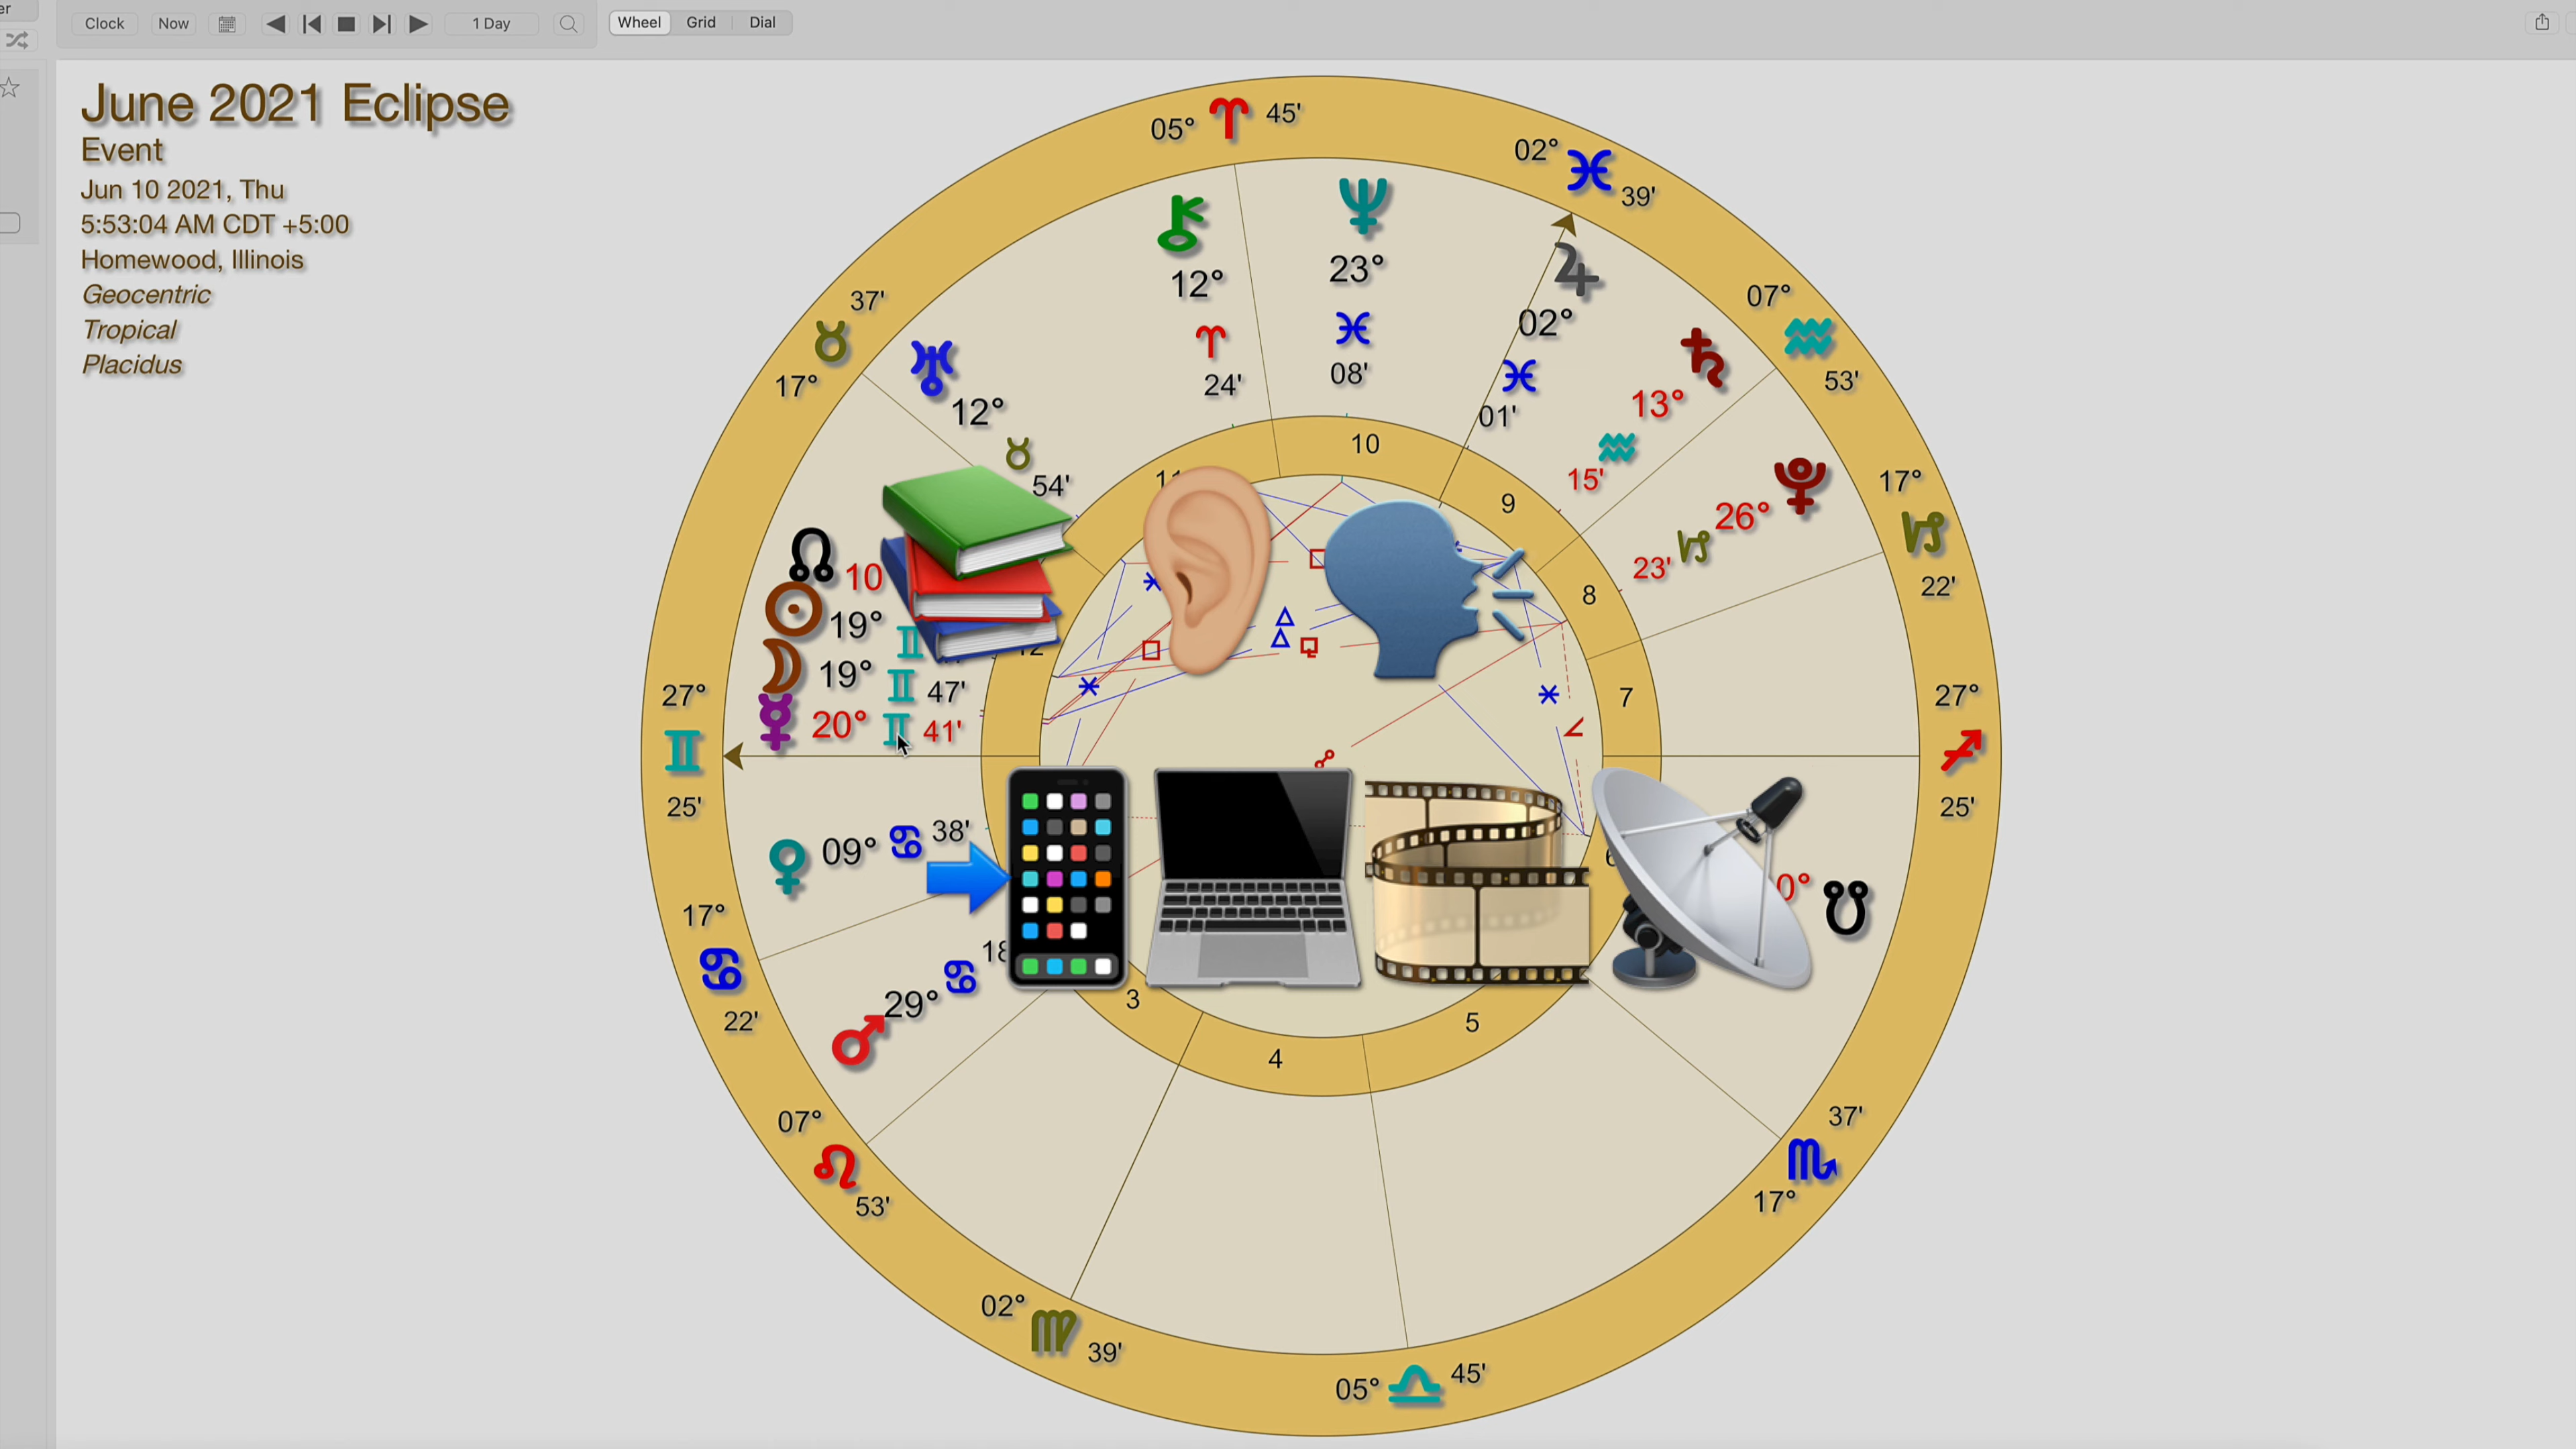 er
Clock Now 1 Day Wheel Grid Dial
June 2021 Eclipse
Event
Jun 10 2021, Thu
5:53:04 AM CDT +5:00
Homewood, Illinois
Geocentric
Tropical
Placidus
05° ♈ 45'
02° ♓ 39'
07° ♒ 53'
17° ♑ 22'
27° ♐ 25'
37' ♏ 17'°
05° ♎ 45'
02° ♍ 39'
07° ♌ 53'
17° ♋ 22'
27° ♊ 25'
37' ♉ 17°
⚷ 12° ♈ 24'
♆ 23° ♓ 08'
♃ 02° ♓ 01'
♄ 13° ♒ 15'
♇ 26° ♑ 23'
♅ 12° ♉ 54'
☊ 10
☉ 19° ♊
☽ 19° ♊ 47'
☿ 20° ♊ 41'
♀ 09° ♋ 38'
♂ 29° ♋ 18
0° ☋
10
9
8
7
5
4
3